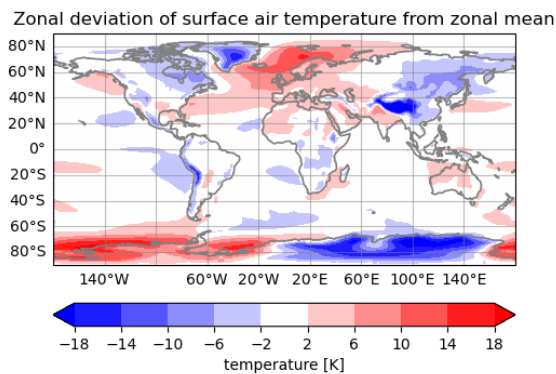 Zonal deviation of surface air temperature from zonal mean
80°N
60°N
40°N
20°N
0°
20°S
40°S
60°S
80°S
140°W 60°W 20°W 20°E 60°E 100°E 140°E
−18 −14 −10 −6 −2 2 6 10 14 18
temperature [K]